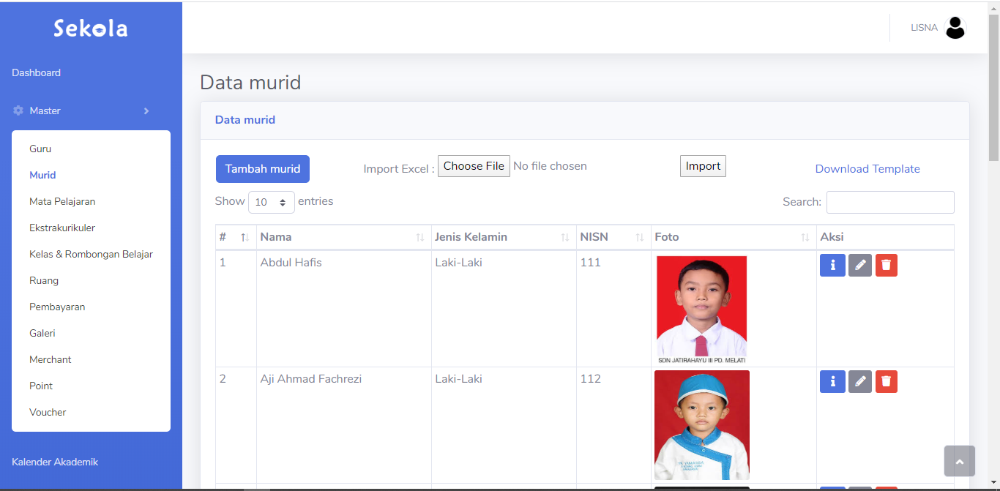 Sekola
LISNA
Dashboard
Master
Guru
Murid
Mata Pelajaran
Ekstrakurikuler
Kelas & Rombongan Belajar
Ruang
Pembayaran
Galeri
Merchant
Point
Voucher
Kalender Akademik
Data murid
Data murid
Tambah murid Import Excel : Choose File No file chosen Import Download Template
Show 10 entries Search:
# Nama Jenis Kelamin NISN Foto Aksi
1 Abdul Hafis Laki-Laki 111
SDN JATIRAHAYU III PD. MELATI
2 Aji Ahmad Fachrezi Laki-Laki 112